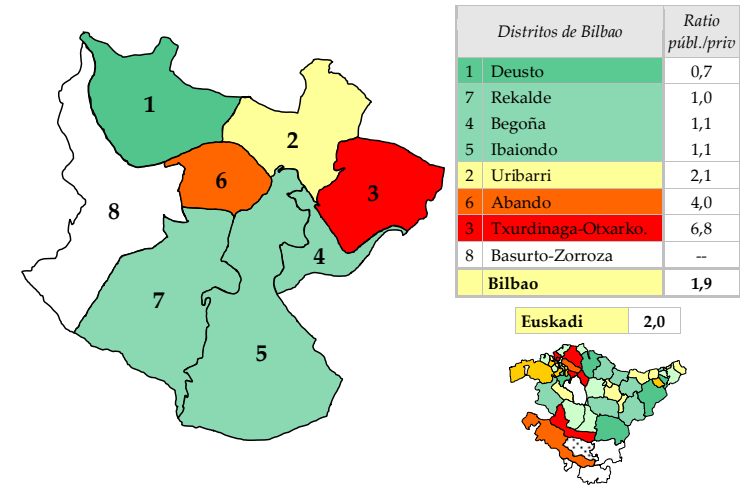 Distritos de Bilbao Ratio públ./priv
1 Deusto 0,7
7 Rekalde 1,0
4 Begoña 1,1
5 Ibaiondo 1,1
2 Uribarri 2,1
6 Abando 4,0
3 Txurdinaga-Otxarko. 6,8
8 Basurto-Zorroza --
Bilbao 1,9
Euskadi 2,0
1
2
6
3
8
4
7
5